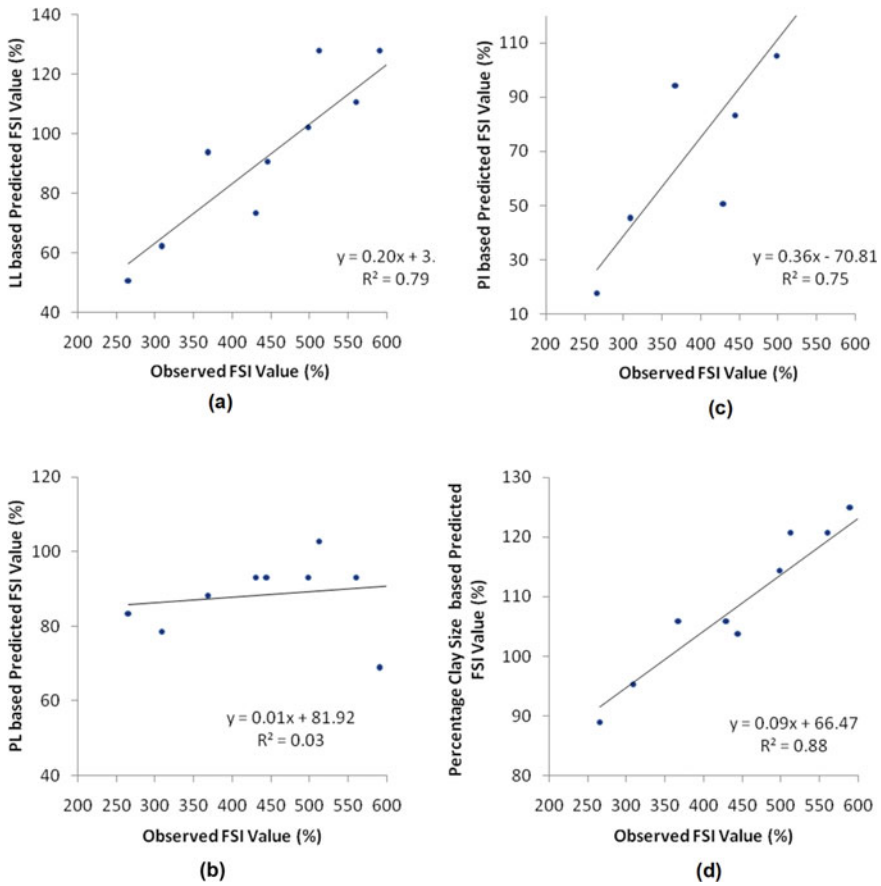 LL based Predicted FSI Value (%)
140
120
100
80
60
40
y = 0.20x + 3.
R² = 0.79
200 250 300 350 400 450 500 550 600
Observed FSI Value (%)
(a)
PI based Predicted FSI Value (%)
110
90
70
50
30
10
y = 0.36x - 70.81
R² = 0.75
200 250 300 350 400 450 500 550 600
Observed FSI Value (%)
(c)
PL based Predicted FSI Value (%)
120
100
80
60
40
y = 0.01x + 81.92
R² = 0.03
200 250 300 350 400 450 500 550 600
Observed FSI Value (%)
(b)
Percentage Clay Size based Predicted
FSI Value (%)
130
120
110
100
90
80
y = 0.09x + 66.47
R² = 0.88
200 250 300 350 400 450 500 550 600
Observed FSI Value (%)
(d)